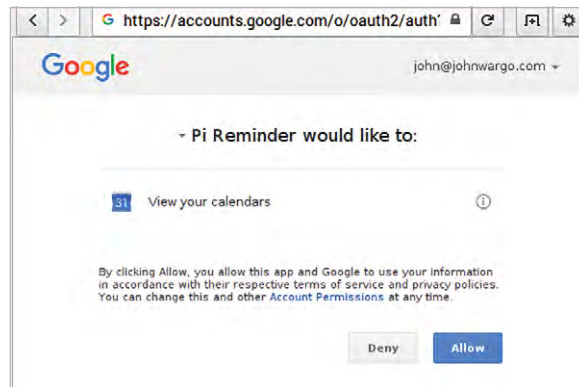 https://accounts.google.com/o/oauth2/auth?
Google
john@johnwargo.com
Pi Reminder would like to:
31 View your calendars
By clicking Allow, you allow this app and Google to use your information
in accordance with their respective terms of service and privacy policies.
You can change this and other Account Permissions at any time.
Deny Allow